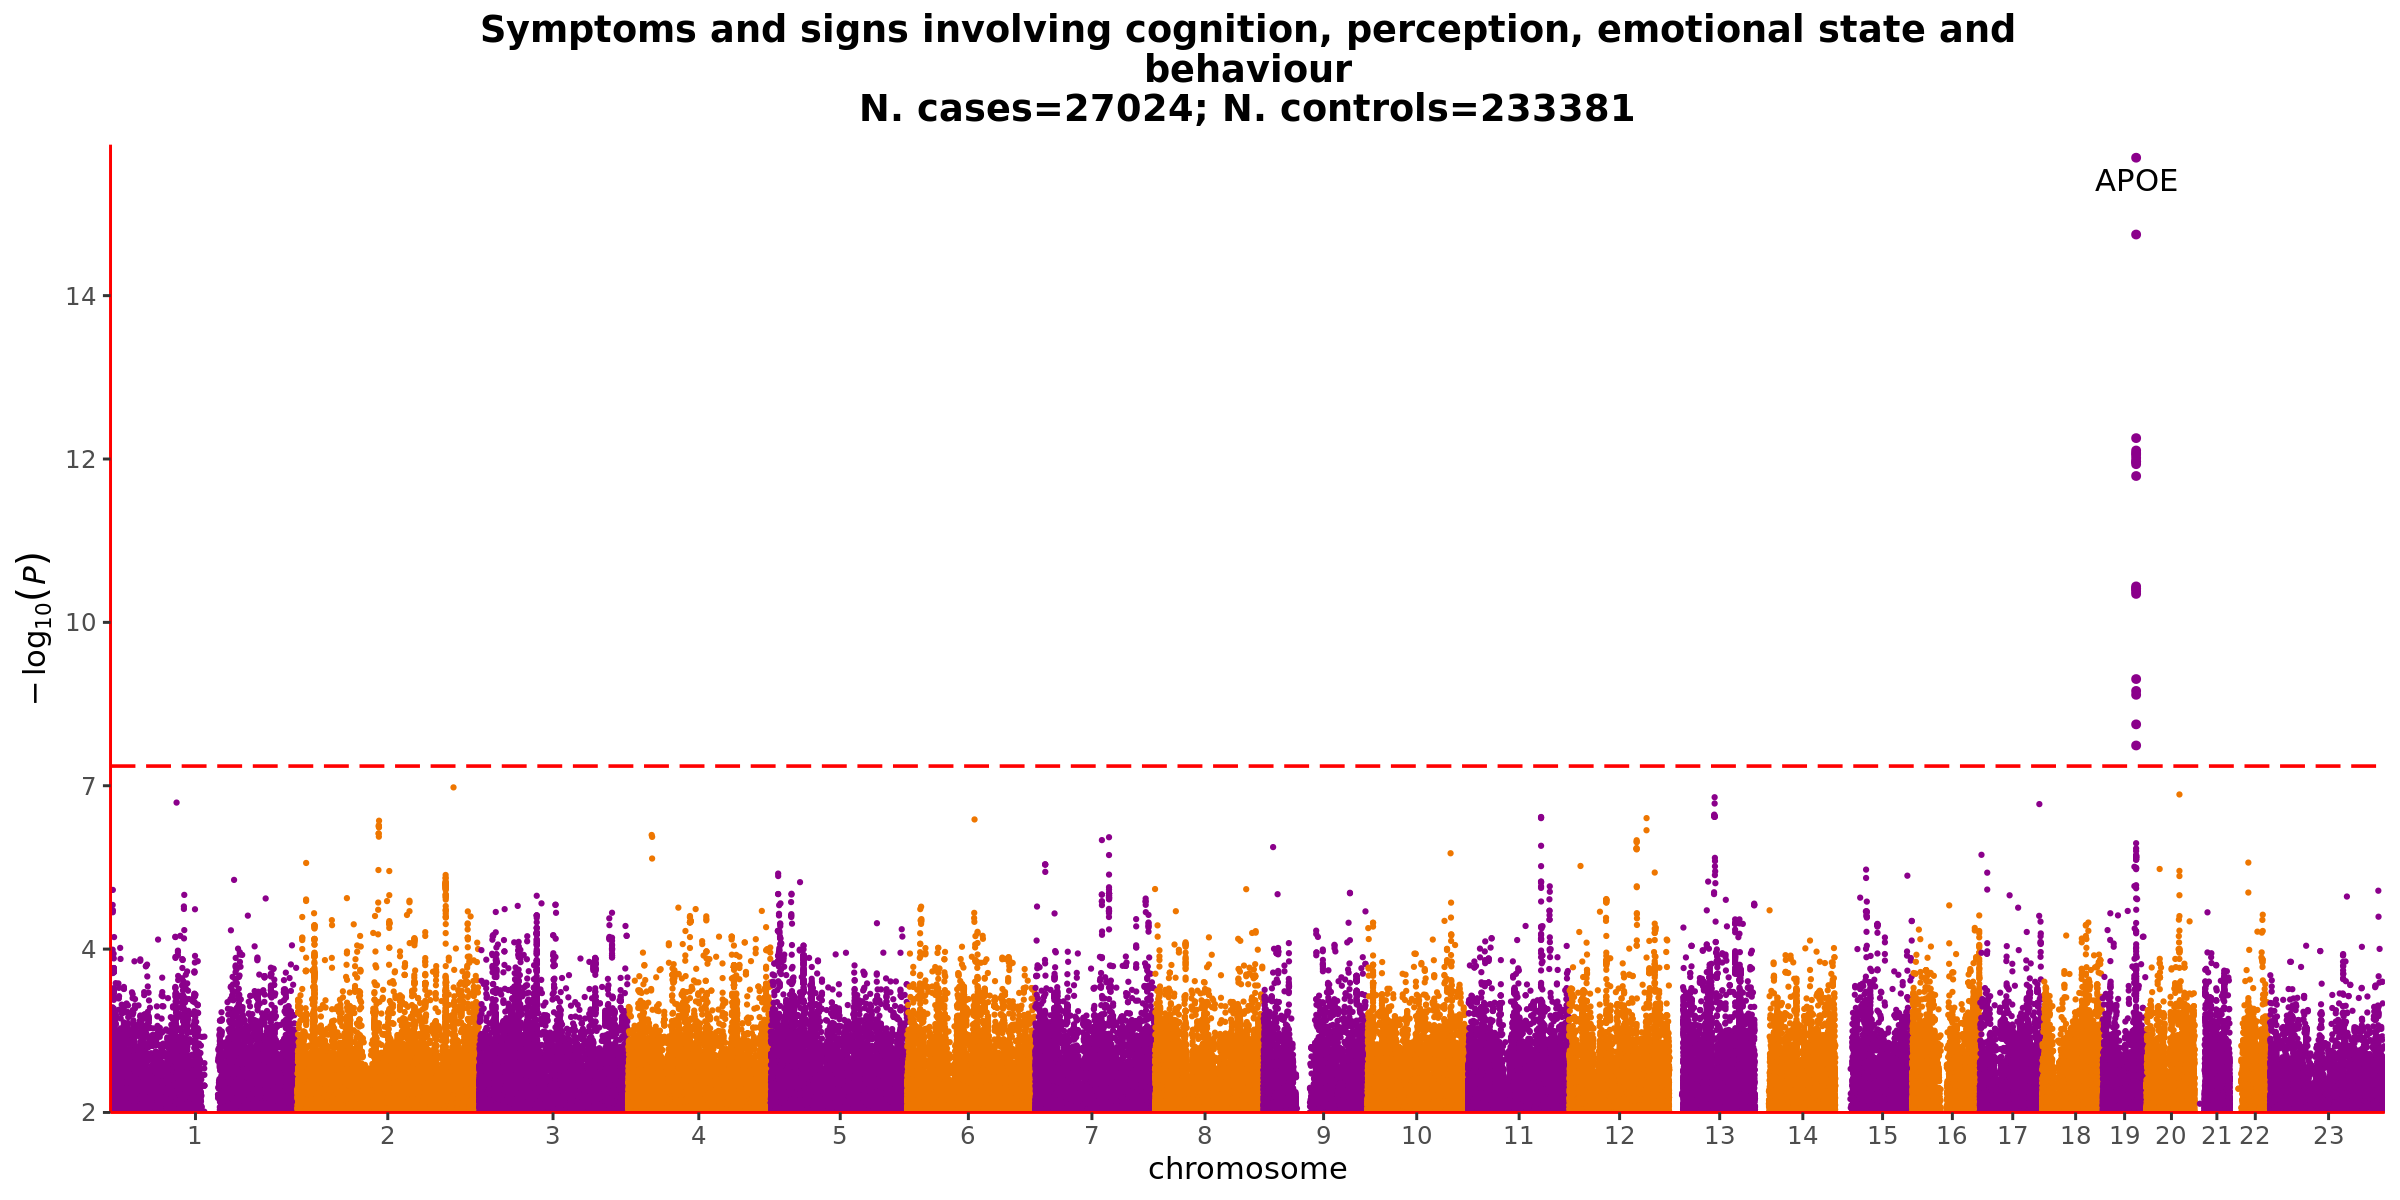 Symptoms and signs involving cognition, perception, emotional state and
behaviour
N. cases=27024; N. controls=233381
APOE
14
12
10
7
4
2
−log₁₀(P)
1 2 3 4 5 6 7 8 9 10 11 12 13 14 15 16 17 18 19 20 21 22 23
chromosome